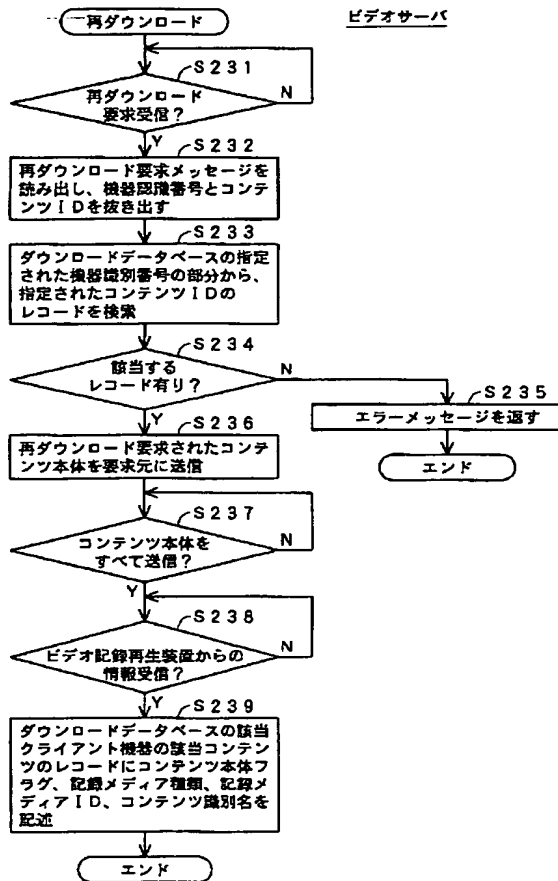 再ダウンロード
ビデオサーバ
S231
再ダウンロード
要求受信?
N
Y
S232
再ダウンロード要求メッセージを
読み出し、機器認識番号とコンテ
ンツIDを抜き出す
S233
ダウンロードデータベースの指定
された機器識別番号の部分から、
指定されたコンテンツIDの
レコードを検索
S234
該当する
レコード有り?
N
Y
S235
エラーメッセージを返す
エンド
S236
再ダウンロード要求されたコンテ
ンツ本体を要求元に送信
S237
コンテンツ本体を
すべて送信?
N
Y
S238
ビデオ記録再生装置からの
情報受信?
N
Y
S239
ダウンロードデータベースの該当
クライアント機器の該当コンテン
ツのレコードにコンテンツ本体フ
ラグ、記録メディア種類、記録メ
ディアID、コンテンツ識別名を
記述
エンド